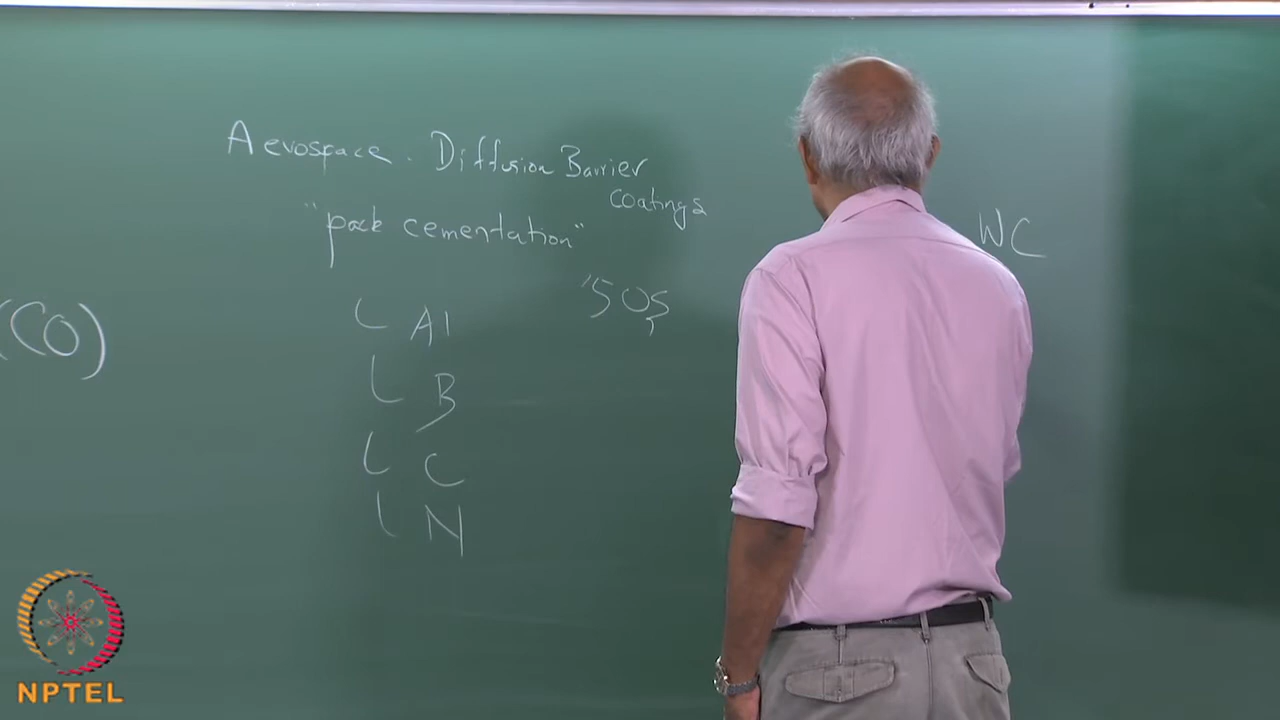 Aerospace. Diffusion Barrier
coatings
"pack cementation"
'50s,
Al
B
C
N
(CO)
WC
NPTEL